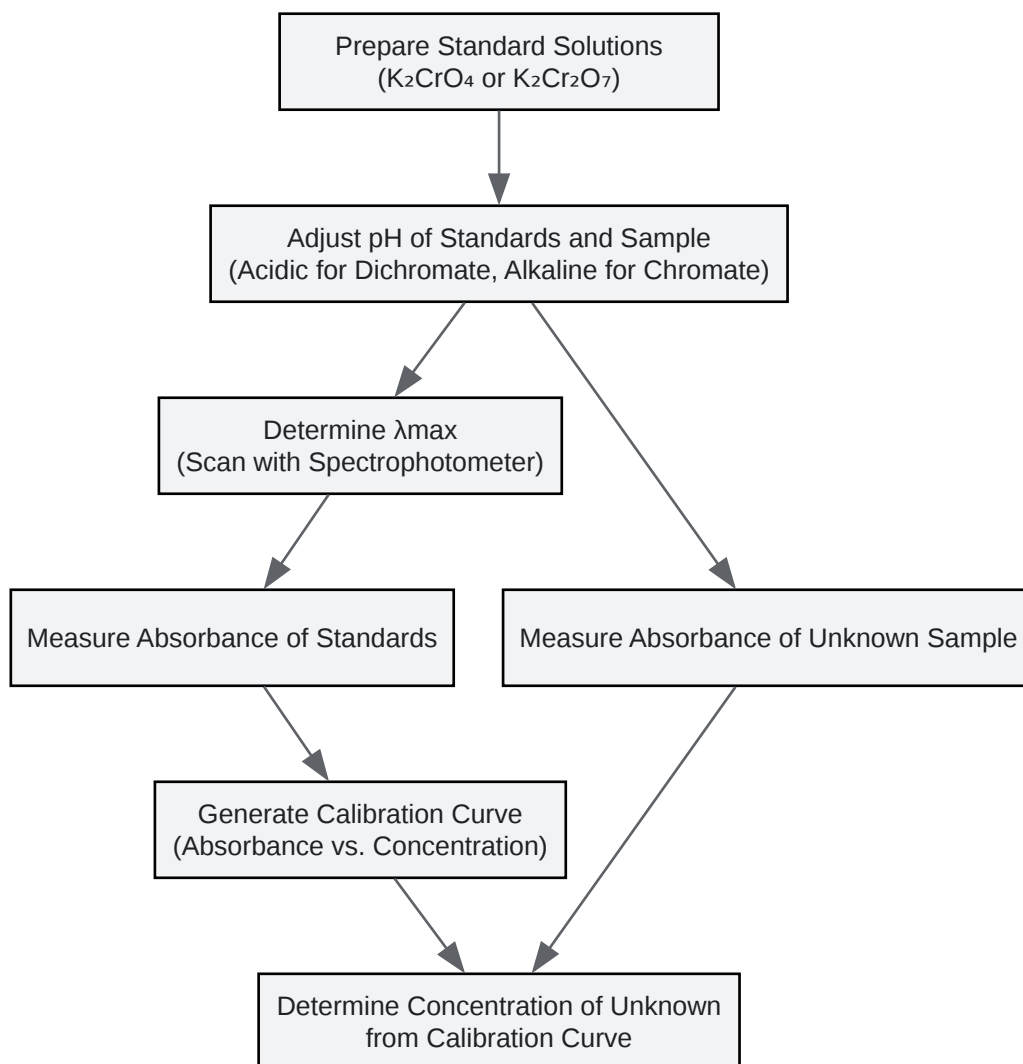 Prepare Standard Solutions
(K₂CrO₄ or K₂Cr₂O₇)
Adjust pH of Standards and Sample
(Acidic for Dichromate, Alkaline for Chromate)
Determine λmax
(Scan with Spectrophotometer)
Measure Absorbance of Standards
Measure Absorbance of Unknown Sample
Generate Calibration Curve
(Absorbance vs. Concentration)
Determine Concentration of Unknown
from Calibration Curve